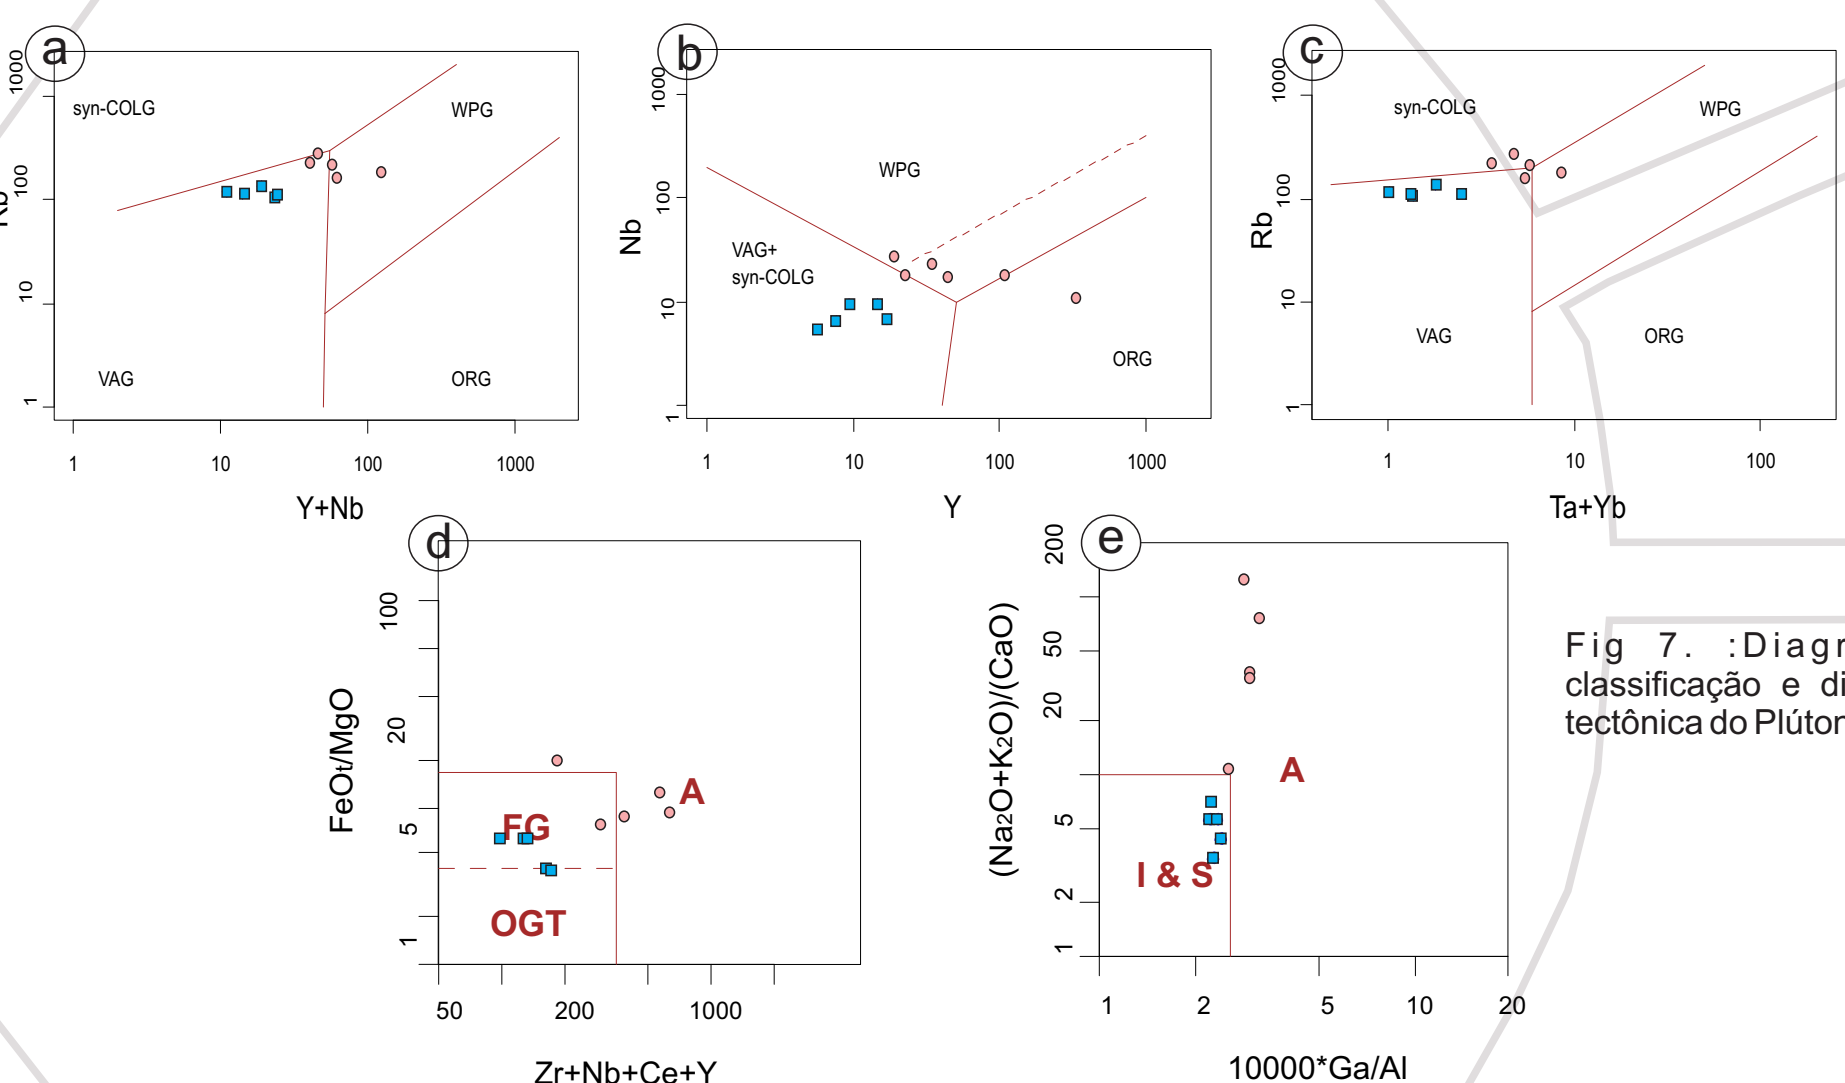 a
1000
100
10
1
syn-COLG
WPG
VAG
ORG
1
10
100
1000
Y+Nb
b
Nb
1000
100
10
1
WPG
VAG+
syn-COLG
ORG
1
10
100
1000
Y
c
Rb
1000
100
10
1
syn-COLG
WPG
VAG
ORG
1
10
100
Ta+Yb
d
FeOt/MgO
100
20
5
1
A
FG
OGT
50
200
1000
Zr+Nb+Ce+Y
e
(Na2O+K2O)/(CaO)
200
50
20
5
2
1
A
I & S
1
2
5
10
20
10000*Ga/Al
Fig 7. :Diagr
classificação e di
tectônica do Plúton